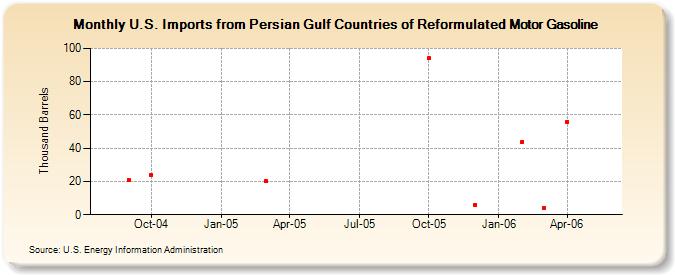 Monthly U.S. Imports from Persian Gulf Countries of Reformulated Motor Gasoline
Thousand Barrels
100
80
60
40
20
0
Oct-04 Jan-05 Apr-05 Jul-05 Oct-05 Jan-06 Apr-06
Source: U.S. Energy Information Administration